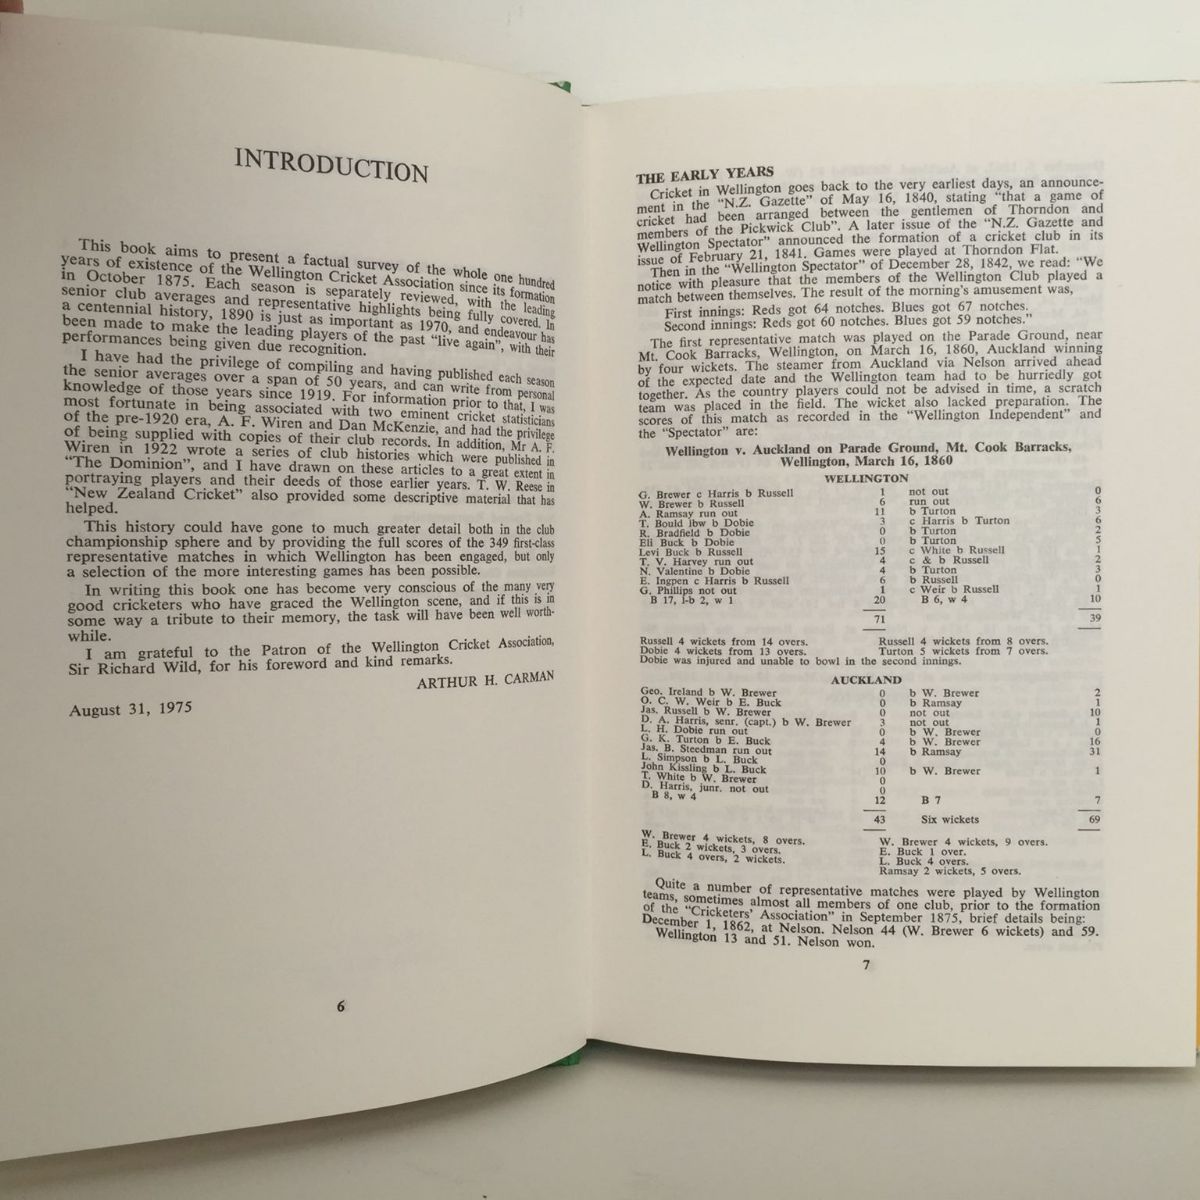 INTRODUCTION
This book aims to present a factual survey of the whole one hundred
years of existence of the Wellington Cricket Association since its formation
in October 1875. Each season is separately reviewed, with the leading
senior club averages and representative highlights being fully covered. In
a centennial history, 1890 is just as important as 1970, and endeavour has
been made to make the leading players of the past "live again", with their
performances being given due recognition.
I have had the privilege of compiling and having published each season
the senior averages over a span of 50 years, and can write from personal
knowledge of those years since 1919. For information prior to that, I was
most fortunate in being associated with two eminent cricket statisticians
of the pre-1920 era, A. F. Wiren and Dan McKenzie, and had the privilege
of being supplied with copies of their club records. In addition, Mr A. F.
Wiren in 1922 wrote a series of club histories which were published in
"The Dominion", and I have drawn on these articles to a great extent in
portraying players and their deeds of those earlier years. T. W. Reese in
"New Zealand Cricket" also provided some descriptive material that has
helped.
This history could have gone to much greater detail both in the club
championship sphere and by providing the full scores of the 349 first-class
representative matches in which Wellington has been engaged, but only
a selection of the more interesting games has been possible.
In writing this book one has become very conscious of the many very
good cricketers who have graced the Wellington scene, and if this is in
some way a tribute to their memory, the task will have been well worth-
while.
I am grateful to the Patron of the Wellington Cricket Association,
Sir Richard Wild, for his foreword and kind remarks.
ARTHUR H. CARMAN
August 31, 1975
6
THE EARLY YEARS
Cricket in Wellington goes back to the very earliest days, an announce-
ment in the "N.Z. Gazette" of May 16, 1840, stating "that a game of
cricket had been arranged between the gentlemen of Thorndon and
members of the Pickwick Club". A later issue of the "N.Z. Gazette and
Wellington Spectator" announced the formation of a cricket club in its
issue of February 21, 1841. Games were played at Thorndon Flat.
Then in the "Wellington Spectator" of December 28, 1842, we read: "We
notice with pleasure that the members of the Wellington Club played a
match between themselves. The result of the morning's amusement was,
First innings: Reds got 64 notches. Blues got 67 notches.
Second innings: Reds got 60 notches. Blues got 59 notches."
The first representative match was played on the Parade Ground, near
Mt. Cook Barracks, Wellington, on March 16, 1860, Auckland winning
by four wickets. The steamer from Auckland via Nelson arrived ahead
of the expected date and the Wellington team had to be hurriedly got
together. As the country players could not be advised in time, a scratch
team was placed in the field. The wicket also lacked preparation. The
scores of this match as recorded in the "Wellington Independent" and
the "Spectator" are:
Wellington v. Auckland on Parade Ground, Mt. Cook Barracks,
Wellington, March 16, 1860
WELLINGTON
G. Brewer c Harris b Russell 1 not out 0
W. Brewer b Russell 6 run out 6
A. Ramsay run out 11 b Turton 3
T. Bould lbw b Dobie 3 c Harris b Turton 6
R. Bradfield b Dobie 0 b Turton 2
Eli Buck b Dobie 0 b Turton 5
Levi Buck b Russell 15 c White b Russell 1
T. V. Harvey run out 4 c & b Russell 2
N. Valentine b Dobie 4 b Turton 3
E. Ingpen c Harris b Russell 6 b Russell 0
G. Phillips not out 1 c Weir b Russell 1
B 17, l-b 2, w 1 20 B 6, w 4 10
71 39
Russell 4 wickets from 14 overs. Russell 4 wickets from 8 overs.
Dobie 4 wickets from 13 overs. Turton 5 wickets from 7 overs.
Dobie was injured and unable to bowl in the second innings.
AUCKLAND
Geo. Ireland b W. Brewer 0 b W. Brewer 2
O. C. W. Weir b E. Buck 0 b Ramsay 1
Jas. Russell b W. Brewer 0 not out 10
D. A. Harris, senr. (capt.) b W. Brewer 3 not out 1
L. H. Dobie run out 0 b W. Brewer 0
G. K. Turton b E. Buck 4 b W. Brewer 16
Jas. B. Steedman run out 14 b Ramsay 31
L. Simpson b L. Buck 0
John Kissling b L. Buck 10 b W. Brewer 1
T. White b W. Brewer 0
D. Harris, junr. not out 0
B 8, w 4 12 B 7 7
43 Six wickets 69
W. Brewer 4 wickets, 8 overs. W. Brewer 4 wickets, 9 overs.
E. Buck 2 wickets, 3 overs. E. Buck 1 over.
L. Buck 4 overs, 2 wickets. L. Buck 4 overs.
Ramsay 2 wickets, 5 overs.
Quite a number of representative matches were played by Wellington
teams, sometimes almost all members of one club, prior to the formation
of the "Cricketers' Association" in September 1875, brief details being:
December 1, 1862, at Nelson. Nelson 44 (W. Brewer 6 wickets) and 59.
Wellington 13 and 51. Nelson won.
7